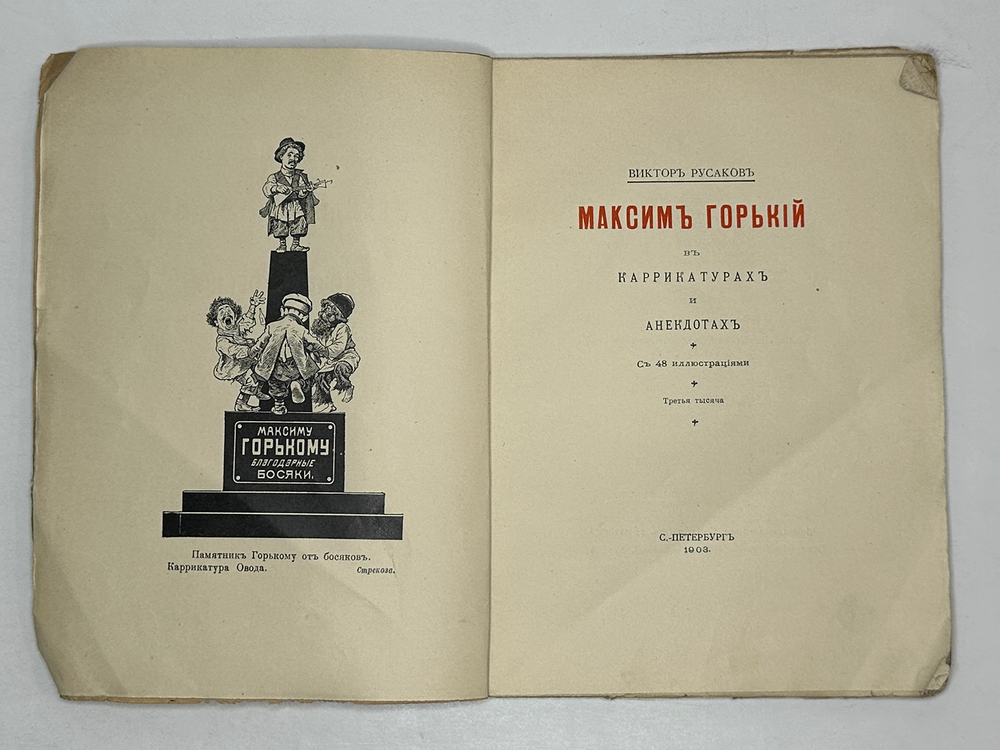 МАКСИМУ
ГОРЬКОМУ
БЛАГОДАРНЫЕ
БОСЯКИ.
Памятникъ Горькому отъ босяковъ.
Каррикатура Овода. Стрекоза.
ВИКТОРЪ РУСАКОВЪ
МАКСИМЪ ГОРЬКІЙ
ВЪ
КАРРИКАТУРАХЪ
И
АНЕКДОТАХЪ
Съ 48 иллюстраціями
Третья тысяча
С.-ПЕТЕРБУРГЪ
1903.